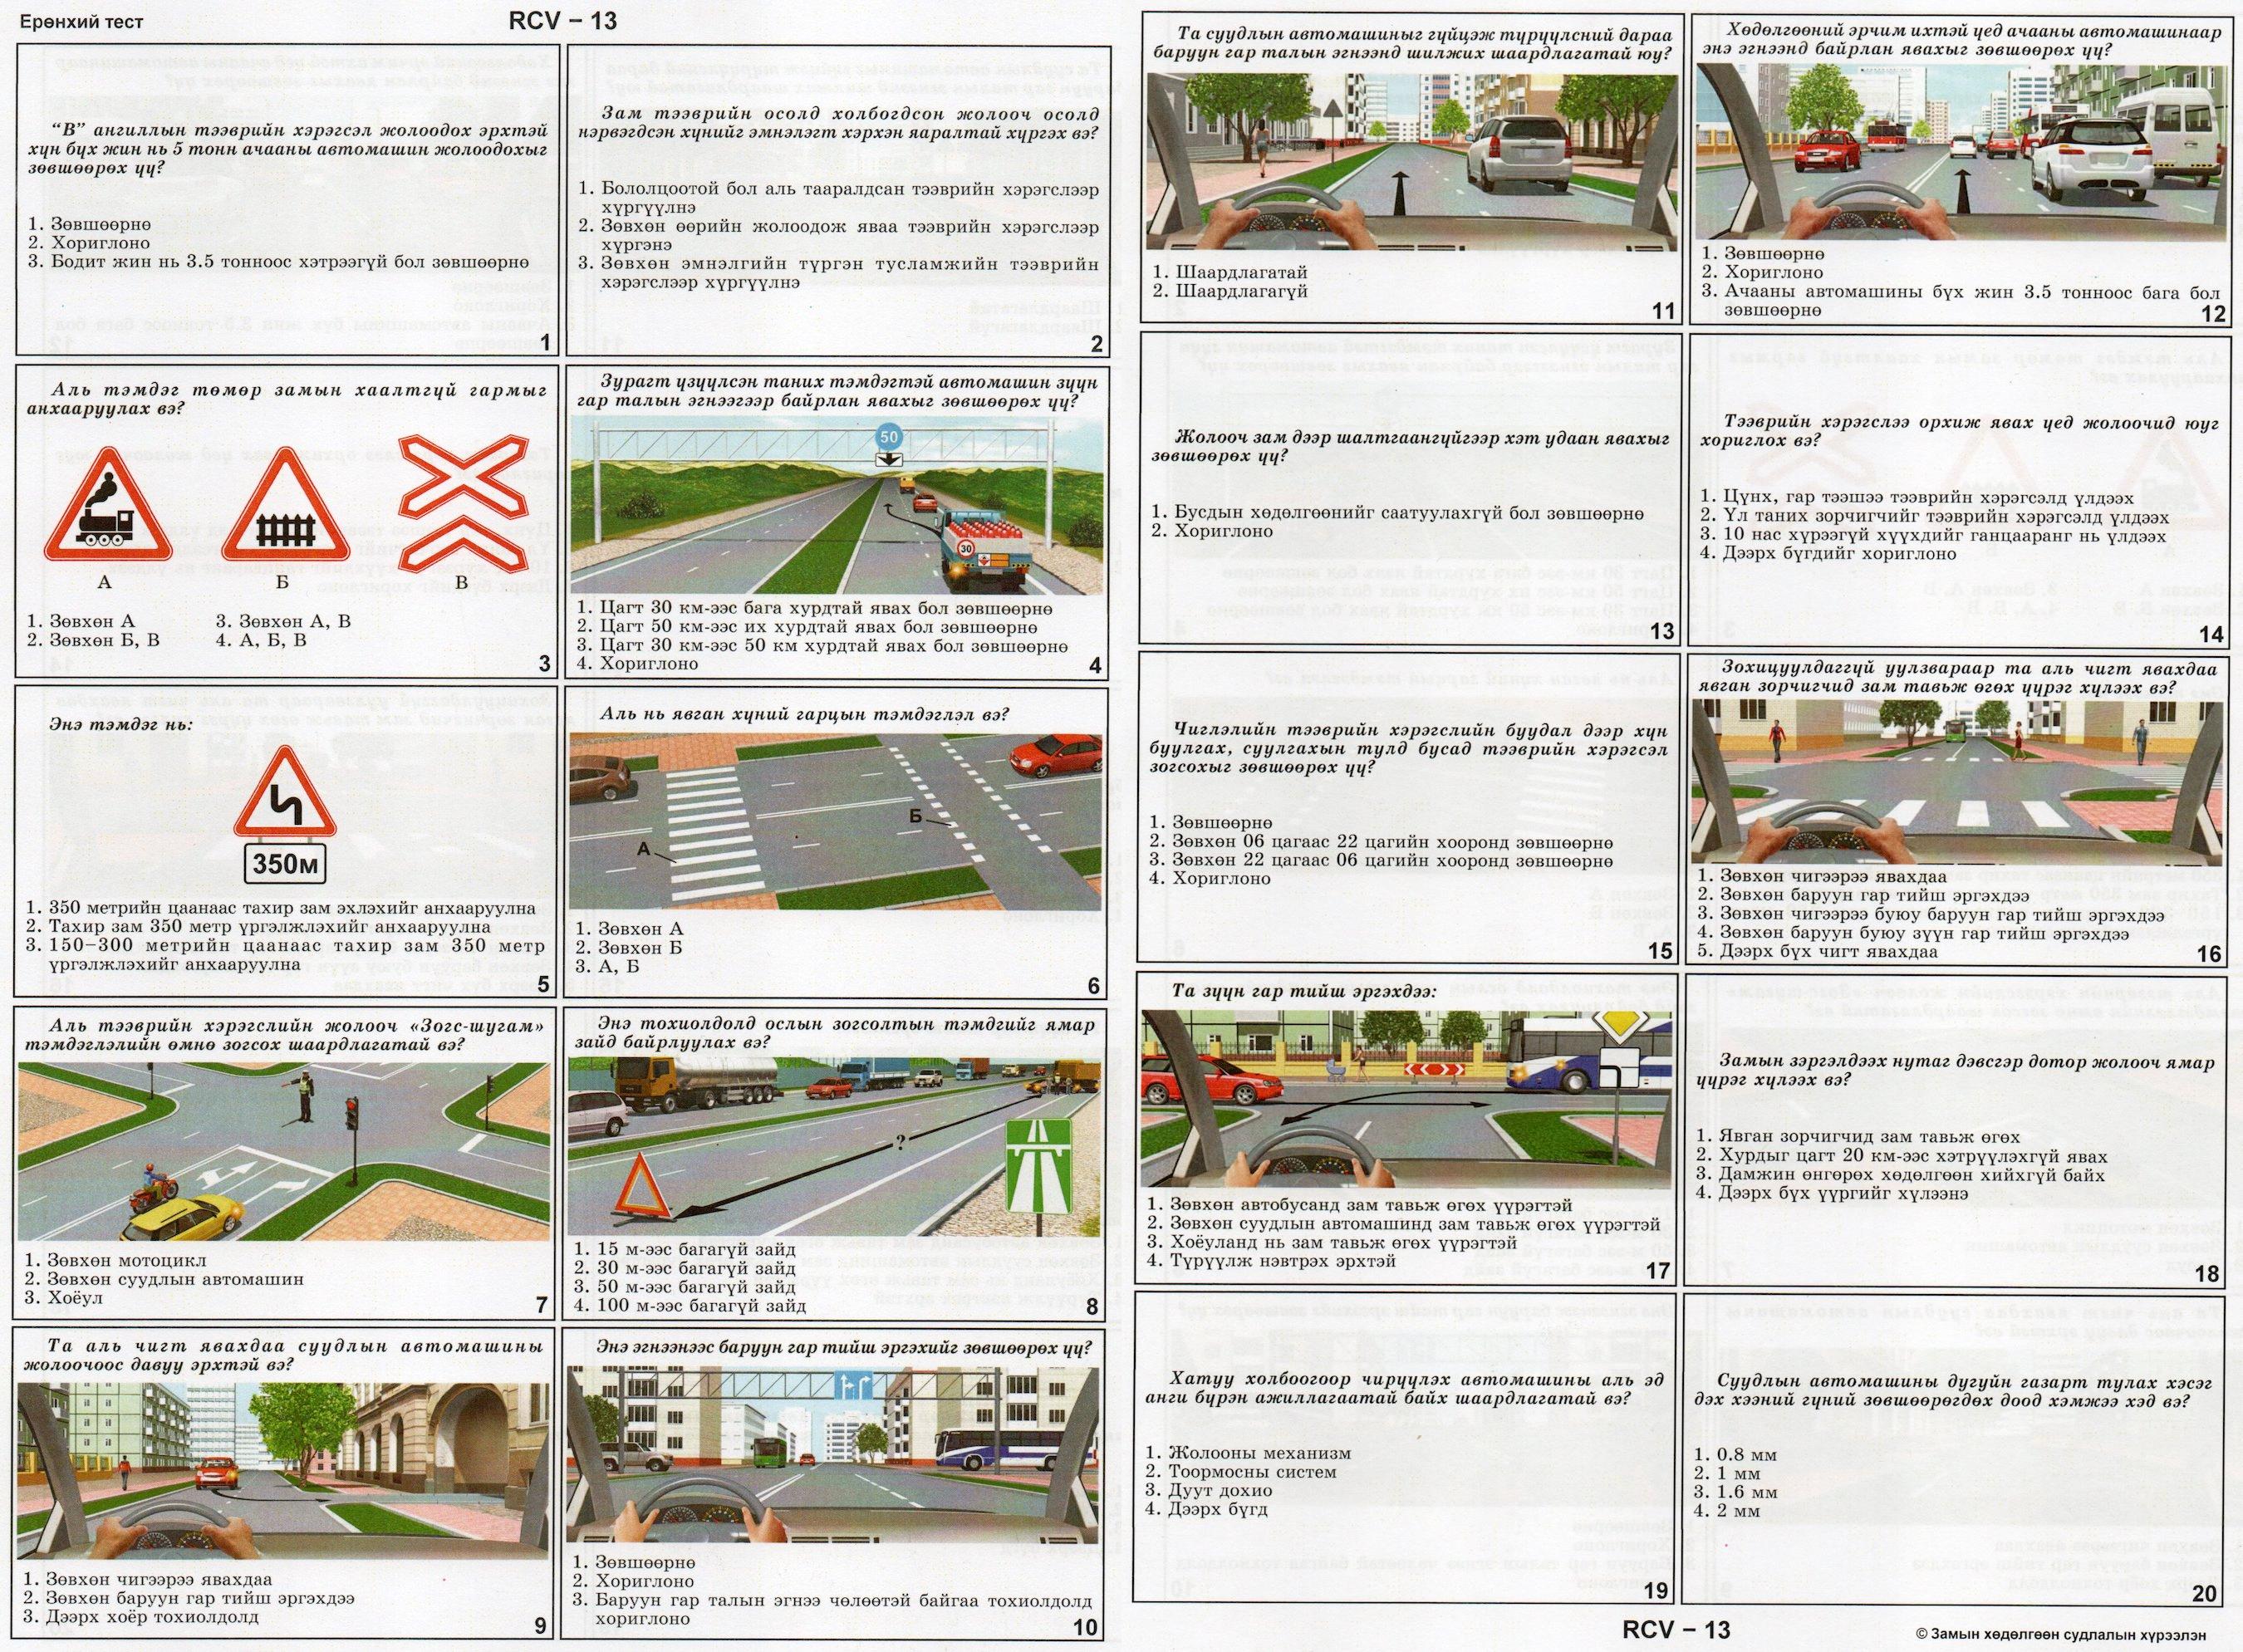 Ерөнхий тест
RCV – 13
“В” ангиллын тээврийн хэрэгсэл жолоодох эрхтэй
хүн бүх жин нь 5 тонн ачааны автомашин жолоодохыг
зөвшөөрөх үү?
1. Зөвшөөрнө
2. Хориглоно
3. Бодит жин нь 3.5 тонноос хэтрээгүй бол зөвшөөрнө
1
Зам тээврийн осолд холбогдсон жолооч осолд
нэрвэгдсэн хүнийг эмнэлэгт хэрхэн яаралтай хүргэх вэ?
1. Бололцоотой бол аль тааралдсан тээврийн хэрэгслээр
хүргүүлнэ
2. Зөвхөн өөрийн жолоодож яваа тээврийн хэрэгслээр
хүргэнэ
3. Зөвхөн эмнэлгийн түргэн тусламжийн тээврийн
хэрэгслээр хүргүүлнэ
2
Аль тэмдэг төмөр замын хаалтгүй гармыг
анхааруулах вэ?
А
Б
В
1. Зөвхөн А
2. Зөвхөн Б, В
3. Зөвхөн А, В
4. А, Б, В
3
Зурагт үзүүлсэн таних тэмдэгтэй автомашин зүүн
гар талын эгнээгээр байрлан явахыг зөвшөөрөх үү?
50
30
1. Цагт 30 км-ээс бага хурдтай явах бол зөвшөөрнө
2. Цагт 50 км-ээс их хурдтай явах бол зөвшөөрнө
3. Цагт 30 км-ээс 50 км хурдтай явах бол зөвшөөрнө
4. Хориглоно
4
Энэ тэмдэг нь:
350м
1. 350 метрийн цаанаас тахир зам эхлэхийг анхааруулна
2. Тахир зам 350 метр үргэлжлэхийг анхааруулна
3. 150–300 метрийн цаанаас тахир зам 350 метр
үргэлжлэхийг анхааруулна
5
Аль нь явган хүний гарцын тэмдэглэл вэ?
Б
А
1. Зөвхөн А
2. Зөвхөн Б
3. А, Б
6
Аль тээврийн хэрэгслийн жолооч «Зогс-шугам»
тэмдэглэлийн өмнө зогсох шаардлагатай вэ?
1. Зөвхөн мотоцикл
2. Зөвхөн суудлын автомашин
3. Хоёул
7
Энэ тохиолдолд ослын зогсолтын тэмдгийг ямар
зайд байрлуулах вэ?
?
1. 15 м-ээс багагүй зайд
2. 30 м-ээс багагүй зайд
3. 50 м-ээс багагүй зайд
4. 100 м-ээс багагүй зайд
8
Та аль чигт явахдаа суудлын автомашины
жолоочоос давуу эрхтэй вэ?
1. Зөвхөн чигээрээ явахдаа
2. Зөвхөн баруун гар тийш эргэхдээ
3. Дээрх хоёр тохиолдолд
9
Энэ эгнээнээс баруун гар тийш эргэхийг зөвшөөрөх үү?
1. Зөвшөөрнө
2. Хориглоно
3. Баруун гар талын эгнээ чөлөөтэй байгаа тохиолдолд
хориглоно
10
Та суудлын автомашиныг гүйцэж түрүүлсний дараа
баруун гар талын эгнээнд шилжих шаардлагатай юу?
1. Шаардлагатай
2. Шаардлагагүй
11
Хөдөлгөөний эрчим ихтэй үед ачааны автомашинаар
энэ эгнээнд байрлан явахыг зөвшөөрөх үү?
1. Зөвшөөрнө
2. Хориглоно
3. Ачааны автомашины бүх жин 3.5 тонноос бага бол
зөвшөөрнө
12
Жолооч зам дээр шалтгаангүйгээр хэт удаан явахыг
зөвшөөрөх үү?
1. Бусдын хөдөлгөөнийг саатуулахгүй бол зөвшөөрнө
2. Хориглоно
13
Тээврийн хэрэгслээ орхиж явах үед жолоочид юуг
хориглох вэ?
1. Цүнх, гар тээшээ тээврийн хэрэгсэлд үлдээх
2. Үл таних зорчигчийг тээврийн хэрэгсэлд үлдээх
3. 10 нас хүрээгүй хүүхдийг ганцааранг нь үлдээх
4. Дээрх бүгдийг хориглоно
14
Чиглэлийн тээврийн хэрэгслийн буудал дээр хүн
буулгах, суулгахын тулд бусад тээврийн хэрэгсэл
зогсохыг зөвшөөрөх үү?
1. Зөвшөөрнө
2. Зөвхөн 06 цагаас 22 цагийн хооронд зөвшөөрнө
3. Зөвхөн 22 цагаас 06 цагийн хооронд зөвшөөрнө
4. Хориглоно
15
Зохицуулдаггүй уулзвараар та аль чигт явахдаа
явган зорчигчид зам тавьж өгөх үүрэг хүлээх вэ?
1. Зөвхөн чигээрээ явахдаа
2. Зөвхөн баруун гар тийш эргэхдээ
3. Зөвхөн чигээрээ буюу баруун гар тийш эргэхдээ
4. Зөвхөн баруун буюу зүүн гар тийш эргэхдээ
5. Дээрх бүх чигт явахдаа
16
Та зүүн гар тийш эргэхдээ:
1. Зөвхөн автобусанд зам тавьж өгөх үүрэгтэй
2. Зөвхөн суудлын автомашинд зам тавьж өгөх үүрэгтэй
3. Хоёуланд нь зам тавьж өгөх үүрэгтэй
4. Түрүүлж нэвтрэх эрхтэй
17
Замын зэргэлдээх нутаг дэвсгэр дотор жолооч ямар
үүрэг хүлээх вэ?
1. Явган зорчигчид зам тавьж өгөх
2. Хурдыг цагт 20 км-ээс хэтрүүлэхгүй явах
3. Дамжин өнгөрөх хөдөлгөөн хийхгүй байх
4. Дээрх бүх үүргийг хүлээнэ
18
Хатуу холбоогоор чирүүлэх автомашины аль эд
анги бүрэн ажиллагаатай байх шаардлагатай вэ?
1. Жолооны механизм
2. Тоормосны систем
3. Дуут дохио
4. Дээрх бүгд
19
Суудлын автомашины дугуйн газарт тулах хэсэг
дэх хээний гүний зөвшөөрөгдөх доод хэмжээ хэд вэ?
1. 0.8 мм
2. 1 мм
3. 1.6 мм
4. 2 мм
20
RCV – 13
© Замын хөдөлгөөн судлалын хүрээлэн